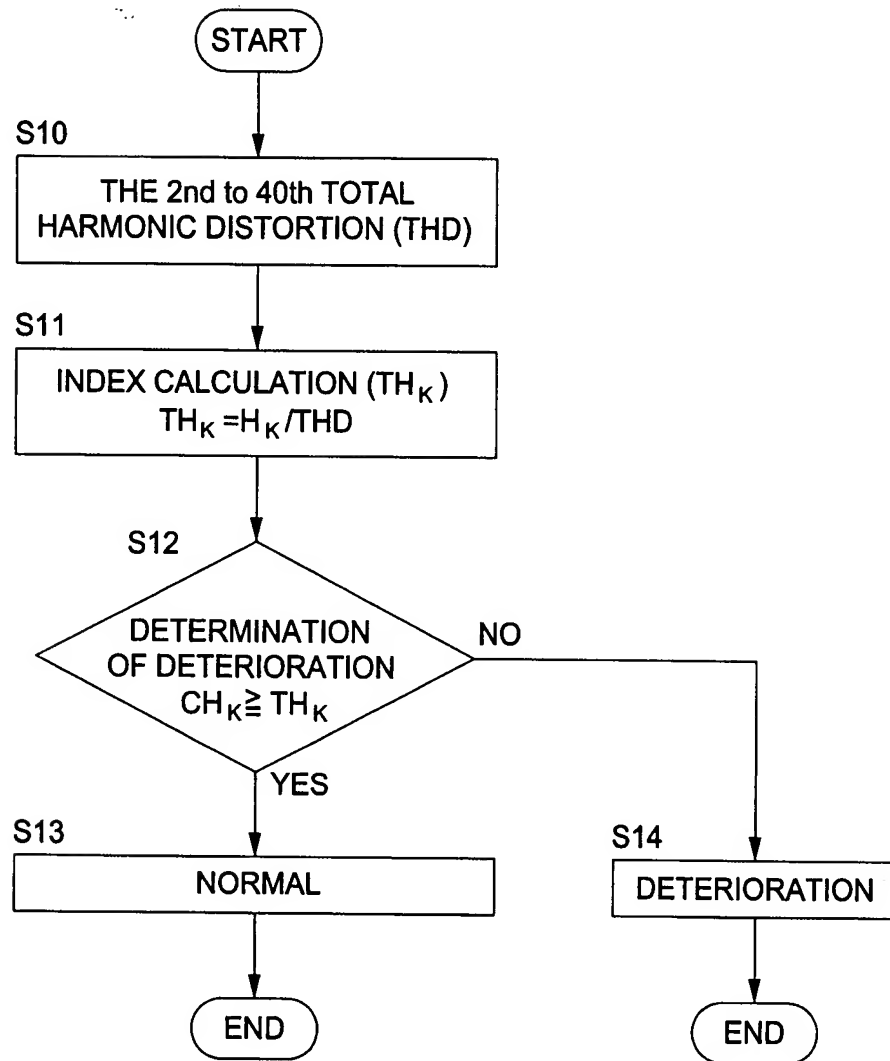 START
S10
THE 2nd to 40th TOTAL
HARMONIC DISTORTION (THD)
S11
INDEX CALCULATION (TH_K)
TH_K =H_K /THD
S12
DETERMINATION
OF DETERIORATION
CH_K ≧ TH_K
NO
YES
S13
NORMAL
S14
DETERIORATION
END
END